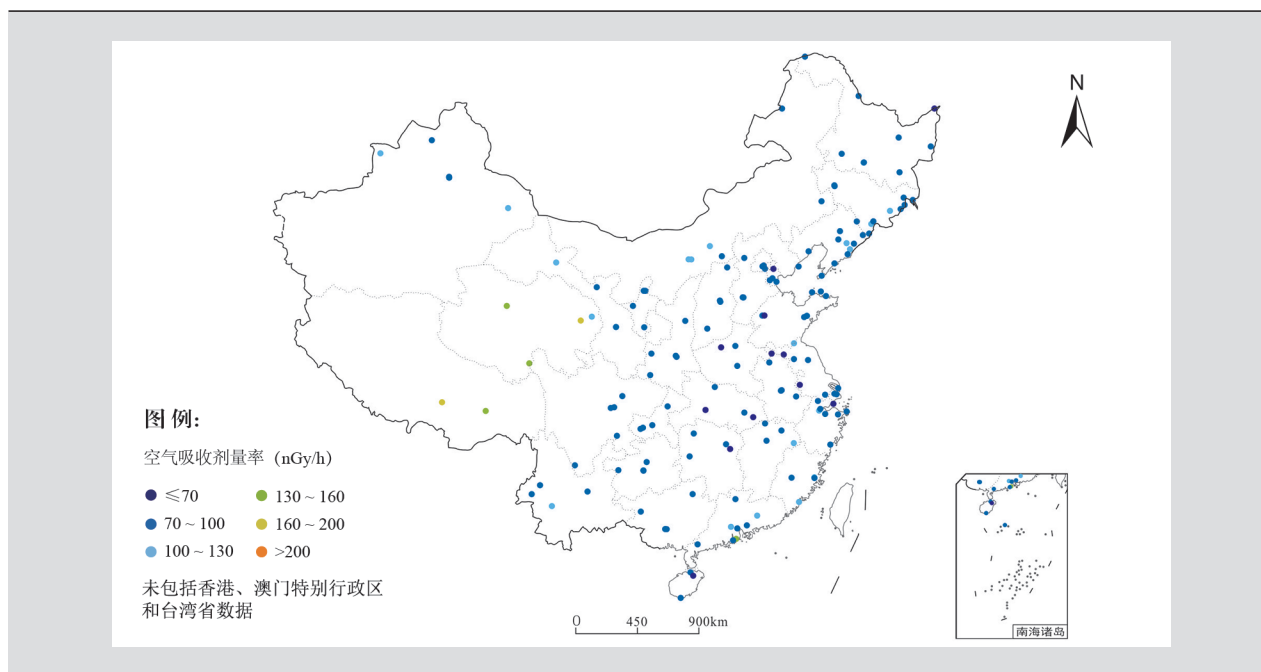 N
图例:
空气吸收剂量率（nGy/h）
≤70
130 ~ 160
70 ~ 100
160 ~ 200
100 ~ 130
>200
未包括香港、澳门特别行政区
和台湾省数据
0 450 900km
南海诸岛